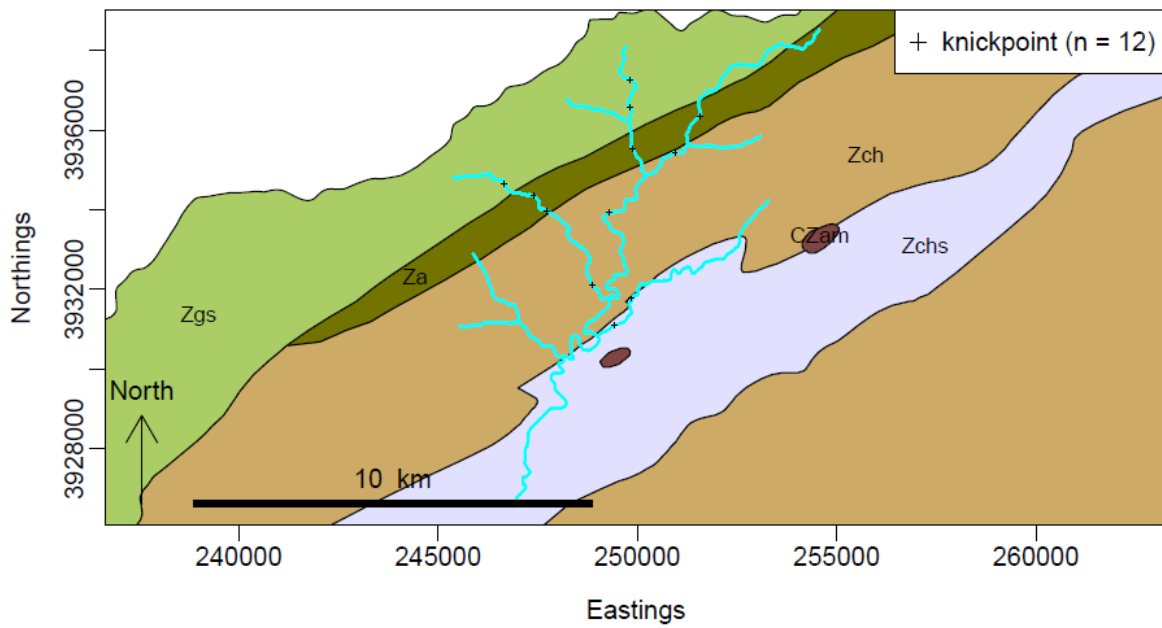 + knickpoint (n = 12)
3936000
3932000
3928000
Northings
Zch
CZam
Zchs
Za
Zgs
North
10 km
240000 245000 250000 255000 260000
Eastings